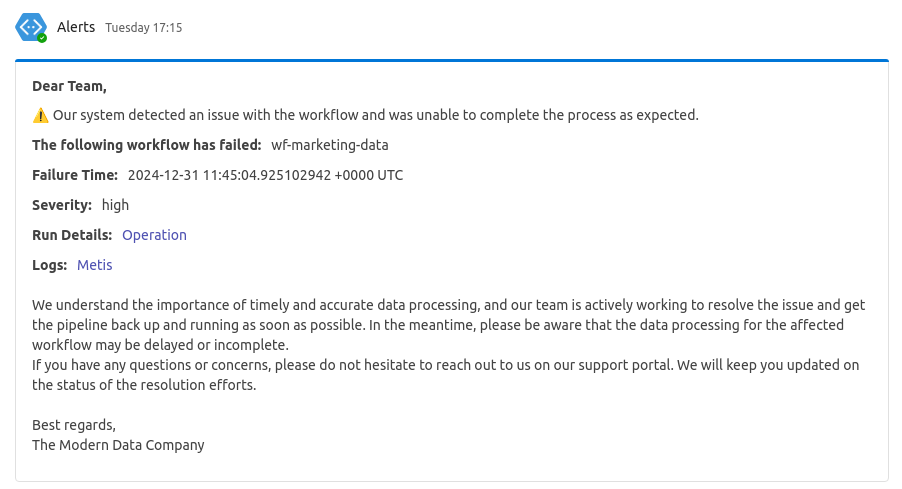 Alerts Tuesday 17:15
Dear Team,
⚠️ Our system detected an issue with the workflow and was unable to complete the process as expected.
The following workflow has failed: wf-marketing-data
Failure Time: 2024-12-31 11:45:04.925102942 +0000 UTC
Severity: high
Run Details: Operation
Logs: Metis
We understand the importance of timely and accurate data processing, and our team is actively working to resolve the issue and get
the pipeline back up and running as soon as possible. In the meantime, please be aware that the data processing for the affected
workflow may be delayed or incomplete.
If you have any questions or concerns, please do not hesitate to reach out to us on our support portal. We will keep you updated on
the status of the resolution efforts.
Best regards,
The Modern Data Company